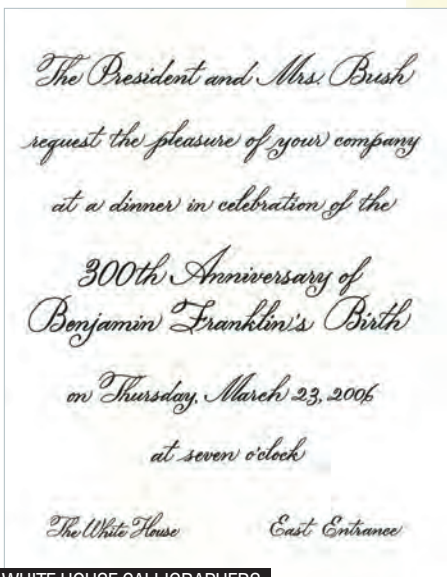 The President and Mrs. Bush
request the pleasure of your company
at a dinner in celebration of the
300th Anniversary of
Benjamin Franklin's Birth
on Thursday, March 23, 2006
at seven o'clock
The White House East Entrance
WHITE HOUSE CALLIGRAPHERS